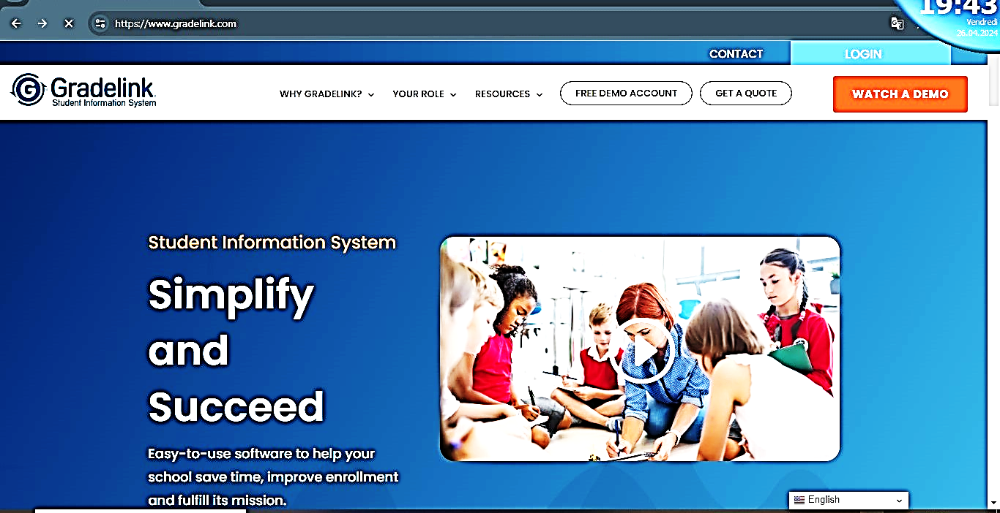 https://www.gradelink.com
19:43
Vendredi
26.04.2024
CONTACT
LOGIN
Gradelink
Student Information System
WHY GRADELINK?
YOUR ROLE
RESOURCES
FREE DEMO ACCOUNT
GET A QUOTE
WATCH A DEMO
Student Information System
Simplify
and
Succeed
Easy-to-use software to help your
school save time, improve enrollment
and fulfill its mission.
English